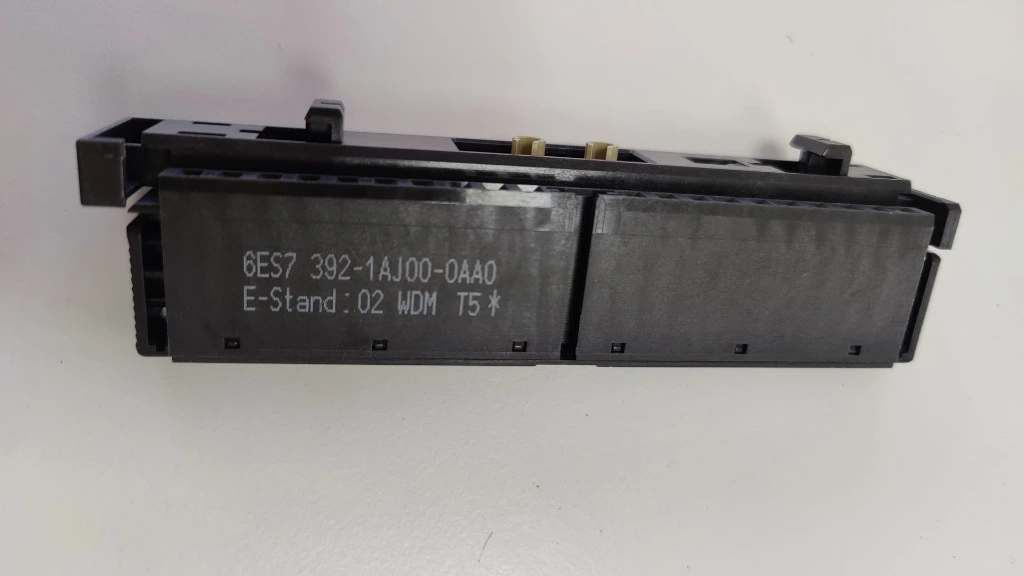 6ES7 392-1AJ00-0AA0
E-Stand: 02 WDM T5*